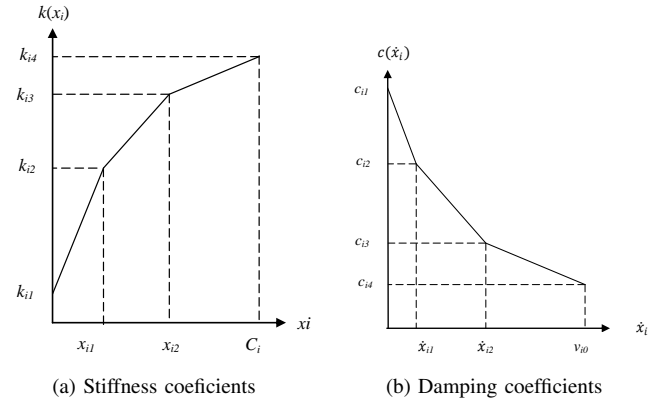 k(xᵢ)
kᵢ₄
kᵢ₃
kᵢ₂
kᵢ₁
xi̇
xᵢ₁
xᵢ₂
Cᵢ
(a) Stiffness coeficients
c(ẋᵢ)
cᵢ₁
cᵢ₂
cᵢ₃
cᵢ₄
ẋᵢ
ẋᵢ₁
ẋᵢ₂
vᵢ₀
(b) Damping coefficients